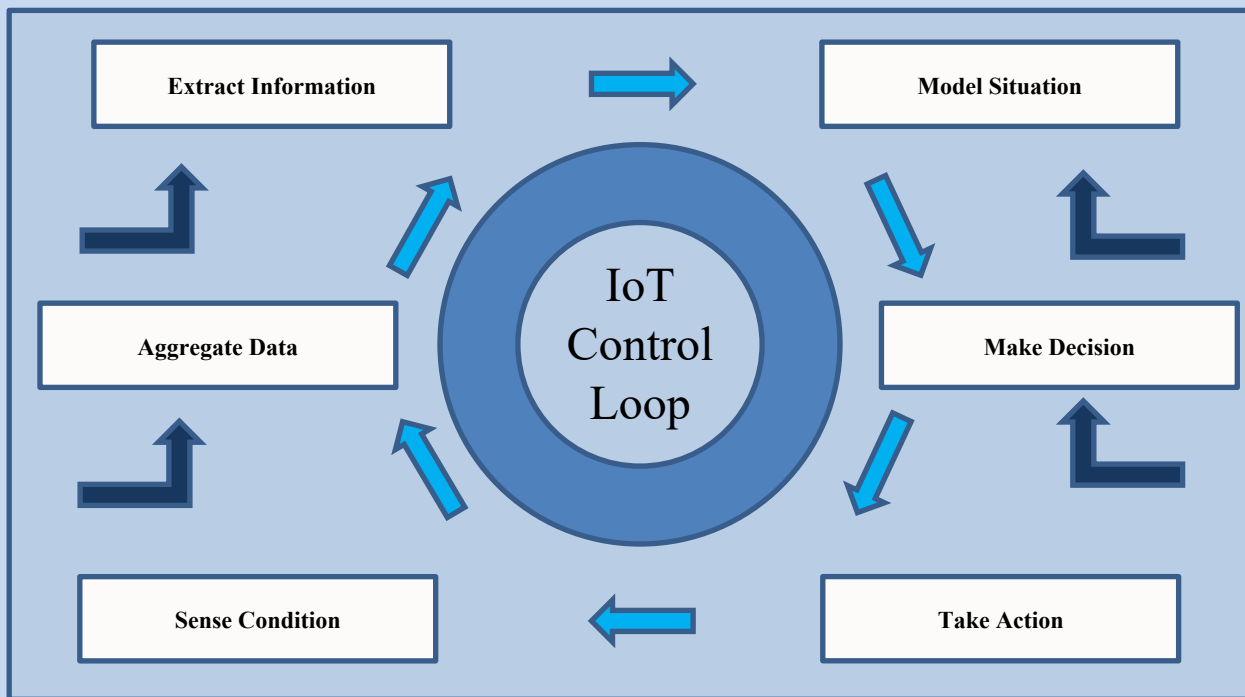 Extract Information
Model Situation
IoT
Control
Loop
Aggregate Data
Make Decision
Sense Condition
Take Action